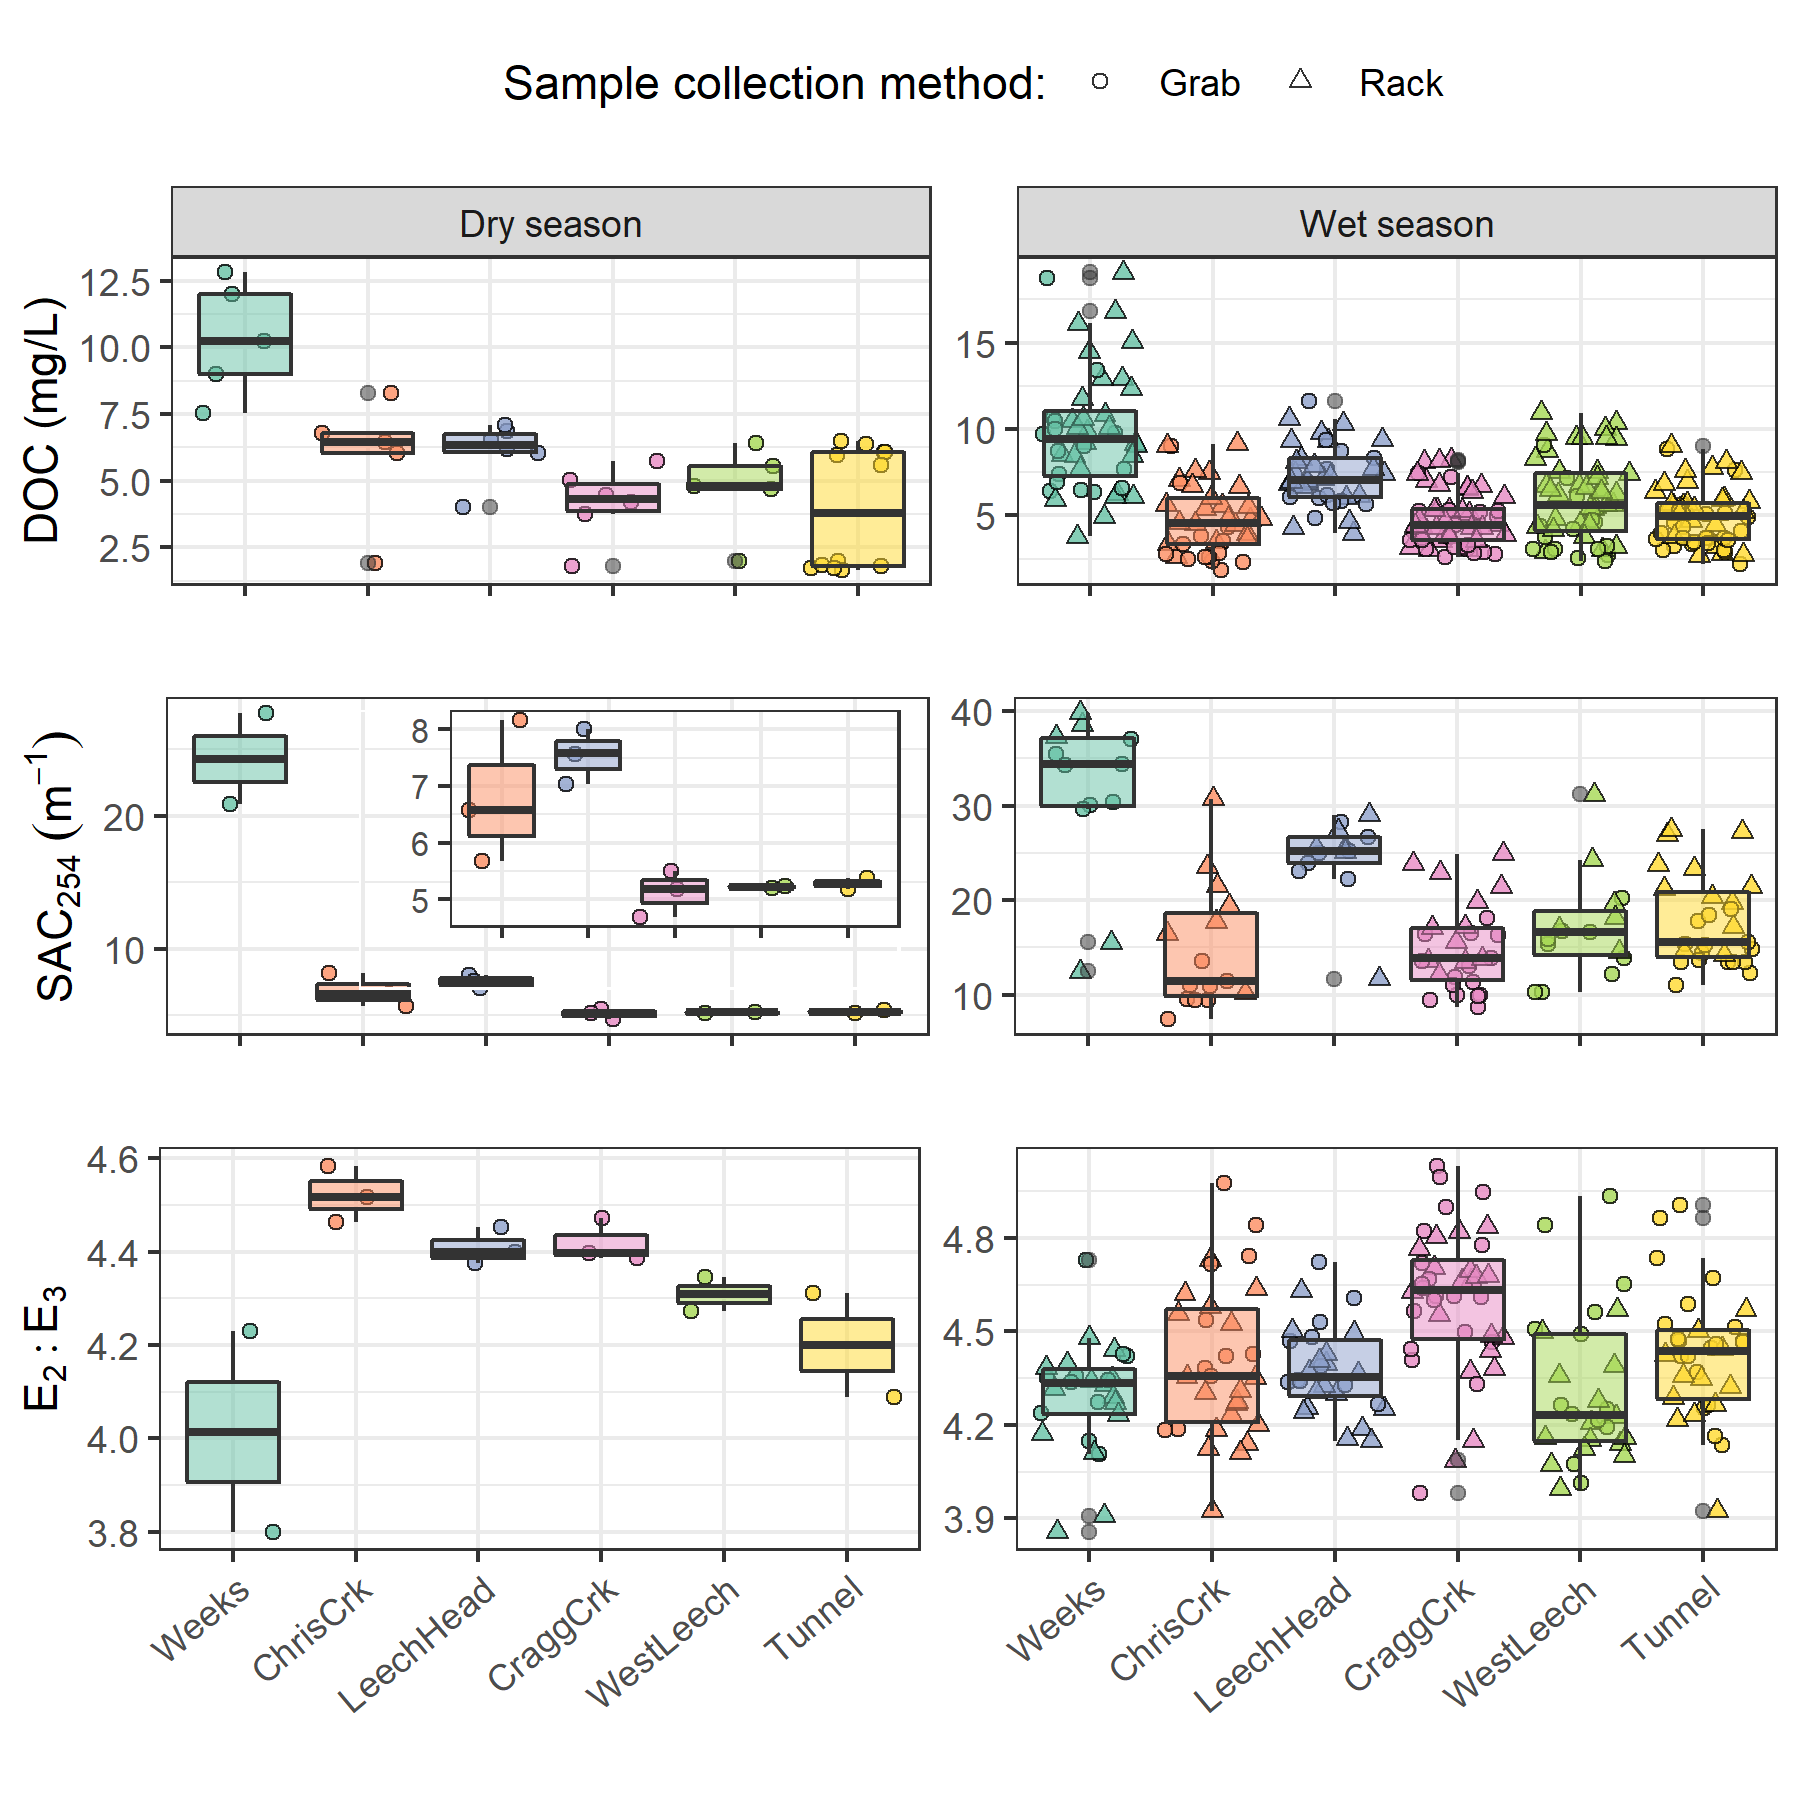 Sample collection method: Grab Rack
Dry season Wet season
DOC (mg/L)
12.5
10.0
7.5
5.0
2.5
15
10
5
SAC₂₅₄ (m⁻¹)
20
10
8
7
6
5
40
30
20
10
E₂ : E₃
4.6
4.4
4.2
4.0
3.8
4.8
4.5
4.2
3.9
Weeks
ChrisCrk
LeechHead
CraggCrk
WestLeech
Tunnel
Weeks
ChrisCrk
LeechHead
CraggCrk
WestLeech
Tunnel